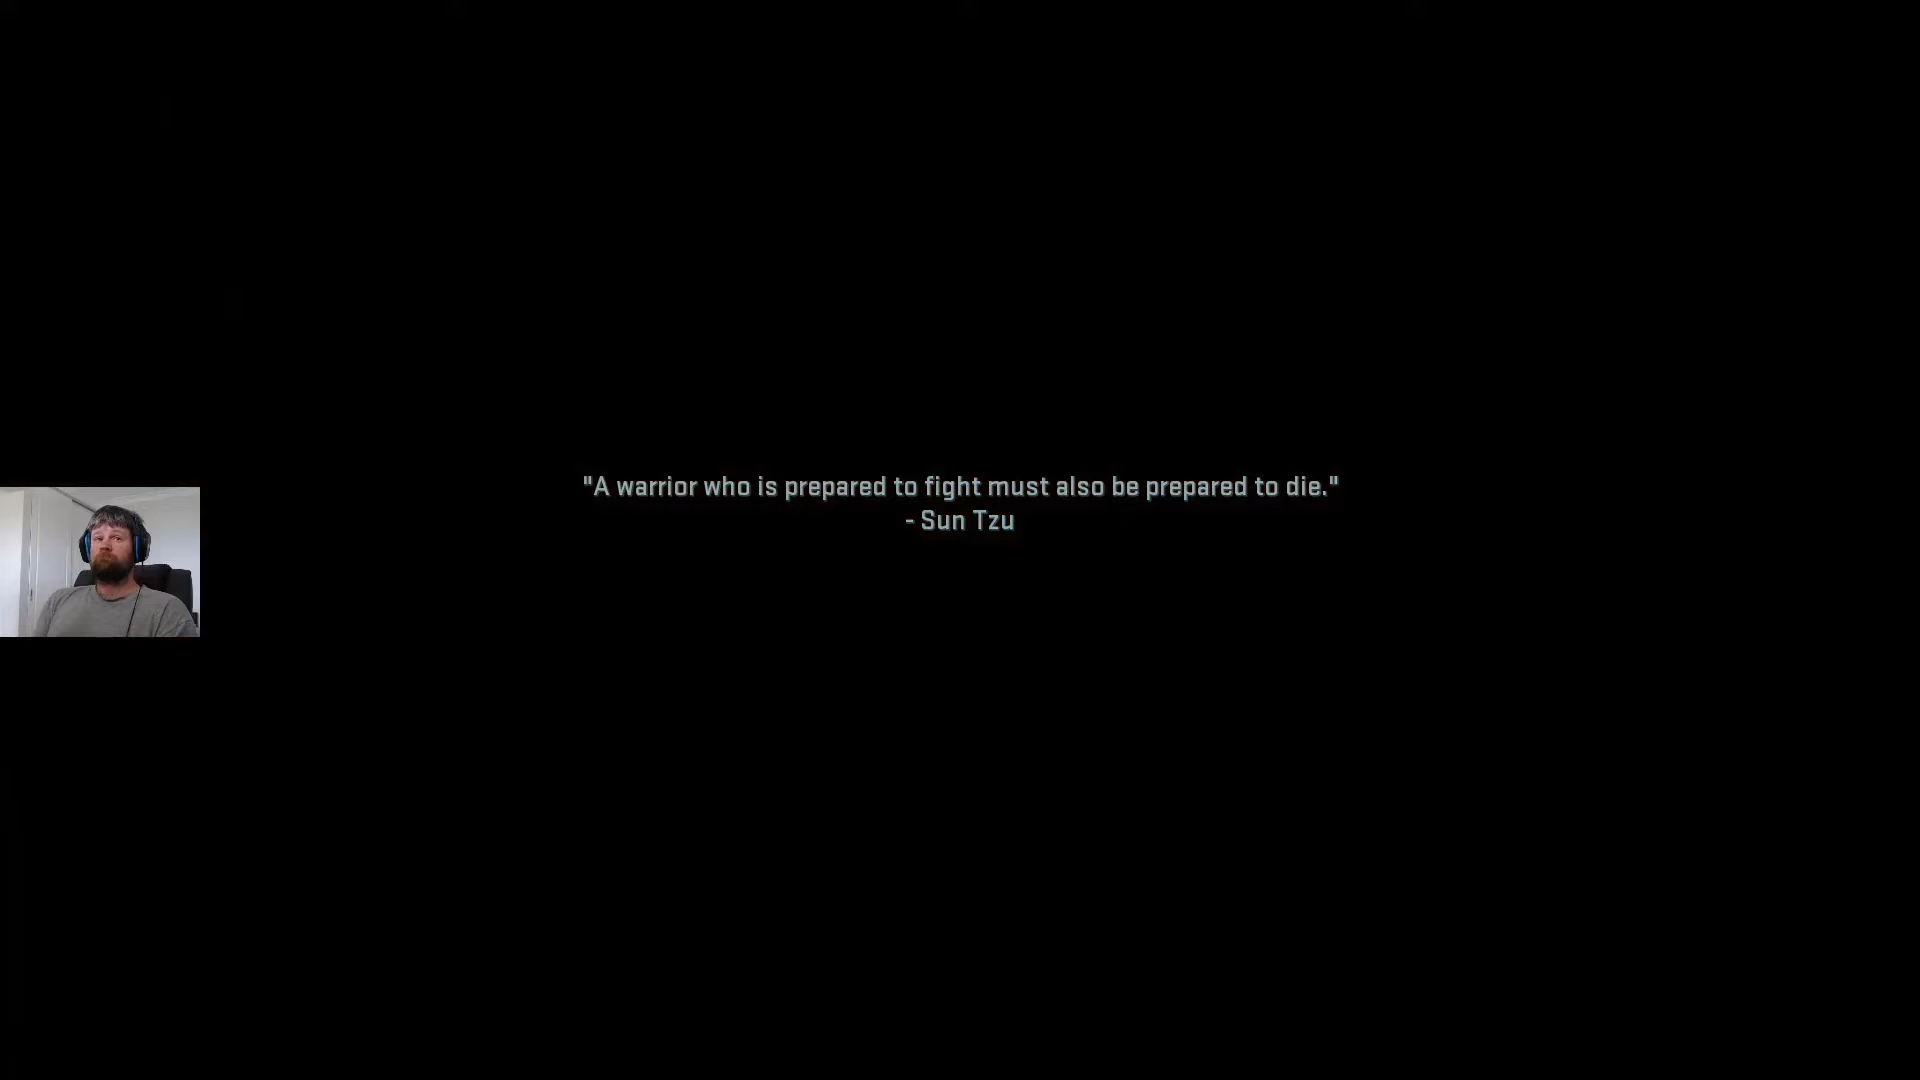 "A warrior who is prepared to fight must also be prepared to die."
- Sun Tzu